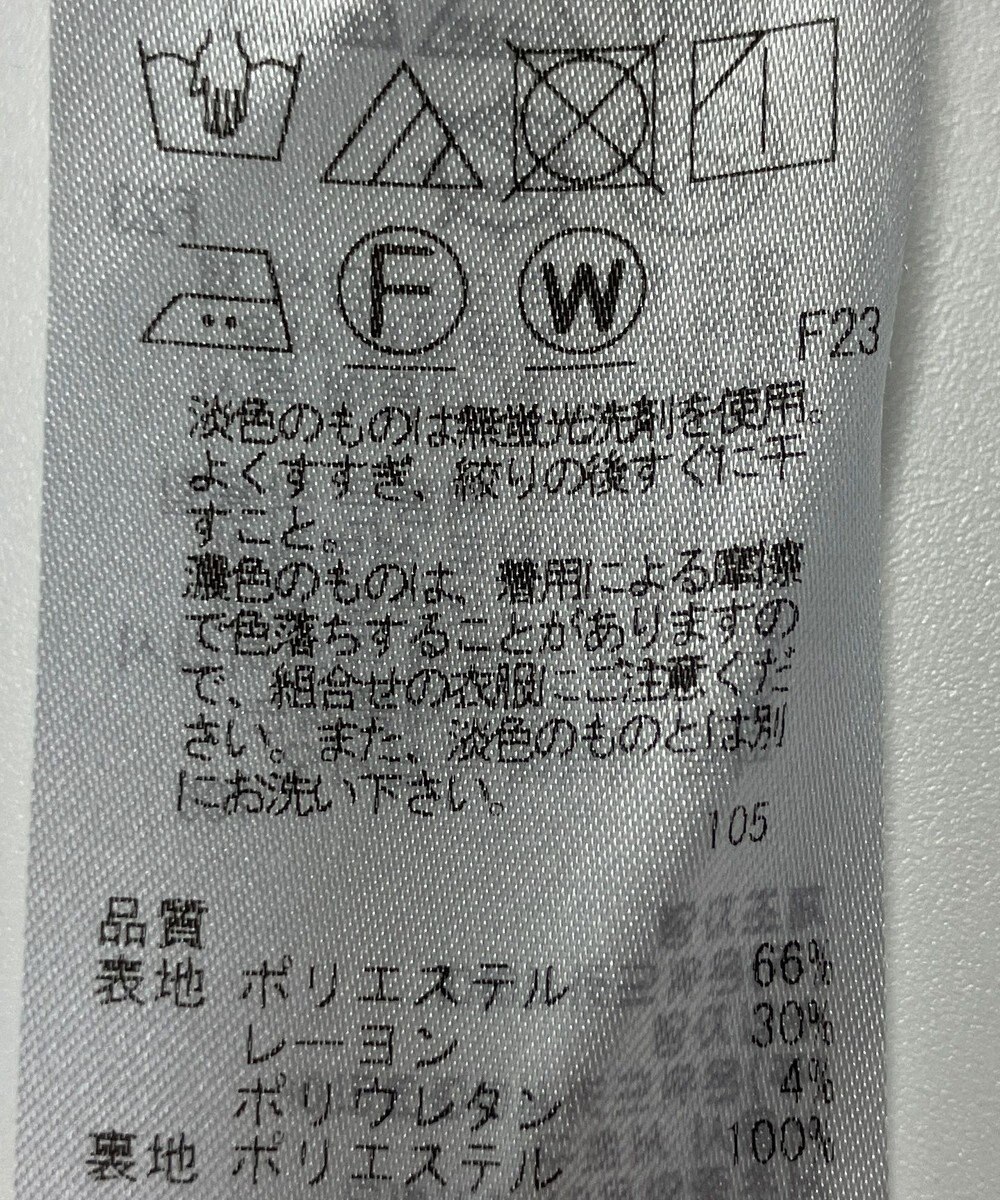 F
W
F23
淡色のものは無蛍光洗剤を使用。
よくすすぎ、絞りの後すぐに干
すこと。
濃色のものは、着用による摩擦
で色落ちすることがありますの
で、組合せの衣服にご注意くだ
さい。また、淡色のものとは別
にお洗い下さい。
105
品質
表地 ポリエステル 66%
レーヨン 30%
ポリウレタン 4%
裏地 ポリエステル 100%